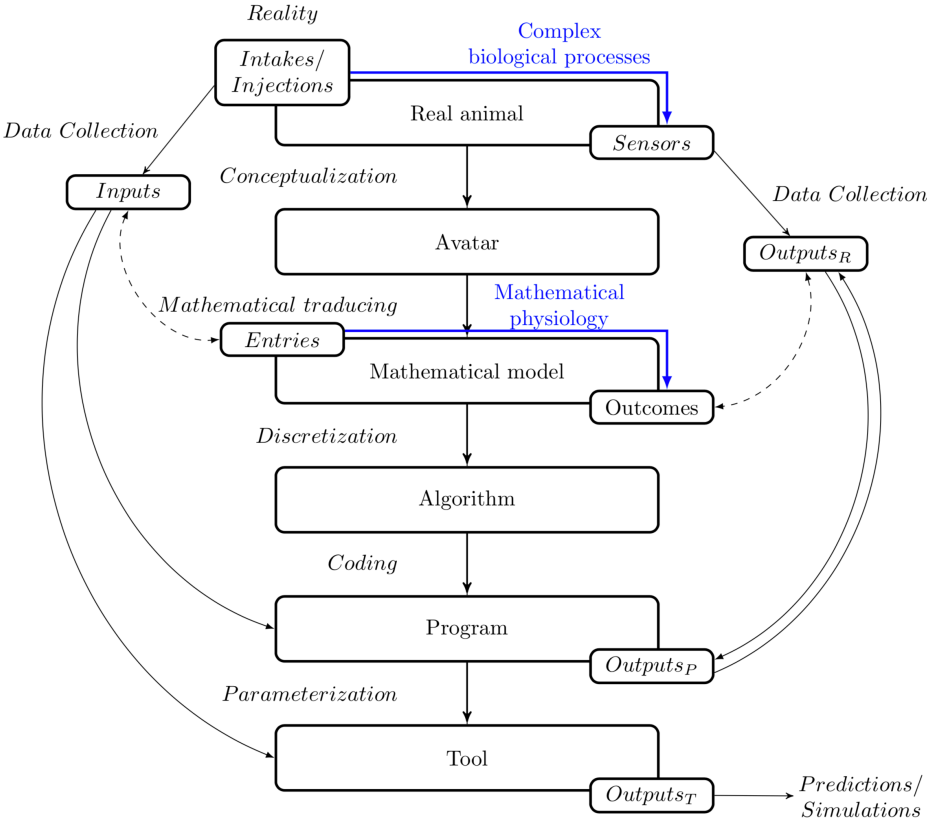 Reality
Complex
biological processes
Intakes/
Injections
Real animal
Data Collection
Sensors
Conceptualization
Inputs
Data Collection
Avatar
Outputs_R
Mathematical traducing
Mathematical
physiology
Entries
Mathematical model
Outcomes
Discretization
Algorithm
Coding
Program
Outputs_P
Parameterization
Tool
Outputs_T
Predictions/
Simulations